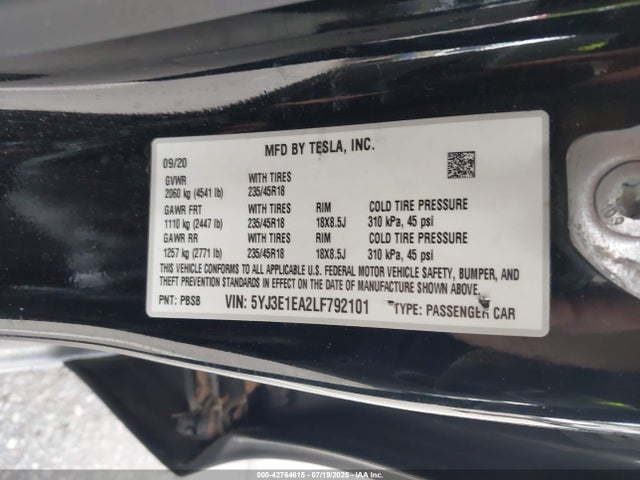 MFD BY TESLA, INC.
09/20
GVWR WITH TIRES
2060 kg (4541 lb) 235/45R18
GAWR FRT WITH TIRES RIM COLD TIRE PRESSURE
1110 kg (2447 lb) 235/45R18 18X8.5J 310 kPa, 45 psi
GAWR RR WITH TIRES RIM COLD TIRE PRESSURE
1257 kg (2771 lb) 235/45R18 18X8.5J 310 kPa, 45 psi
THIS VEHICLE CONFORMS TO ALL APPLICABLE U.S. FEDERAL MOTOR VEHICLE SAFETY, BUMPER, AND
THEFT PREVENTION STANDARDS IN EFFECT ON THE DATE OF MANUFACTURE SHOWN ABOVE.
PNT: PBSB VIN: 5YJ3E1EA2LF792101 TYPE: PASSENGER CAR
000-42764615 07/19/2025 IAA